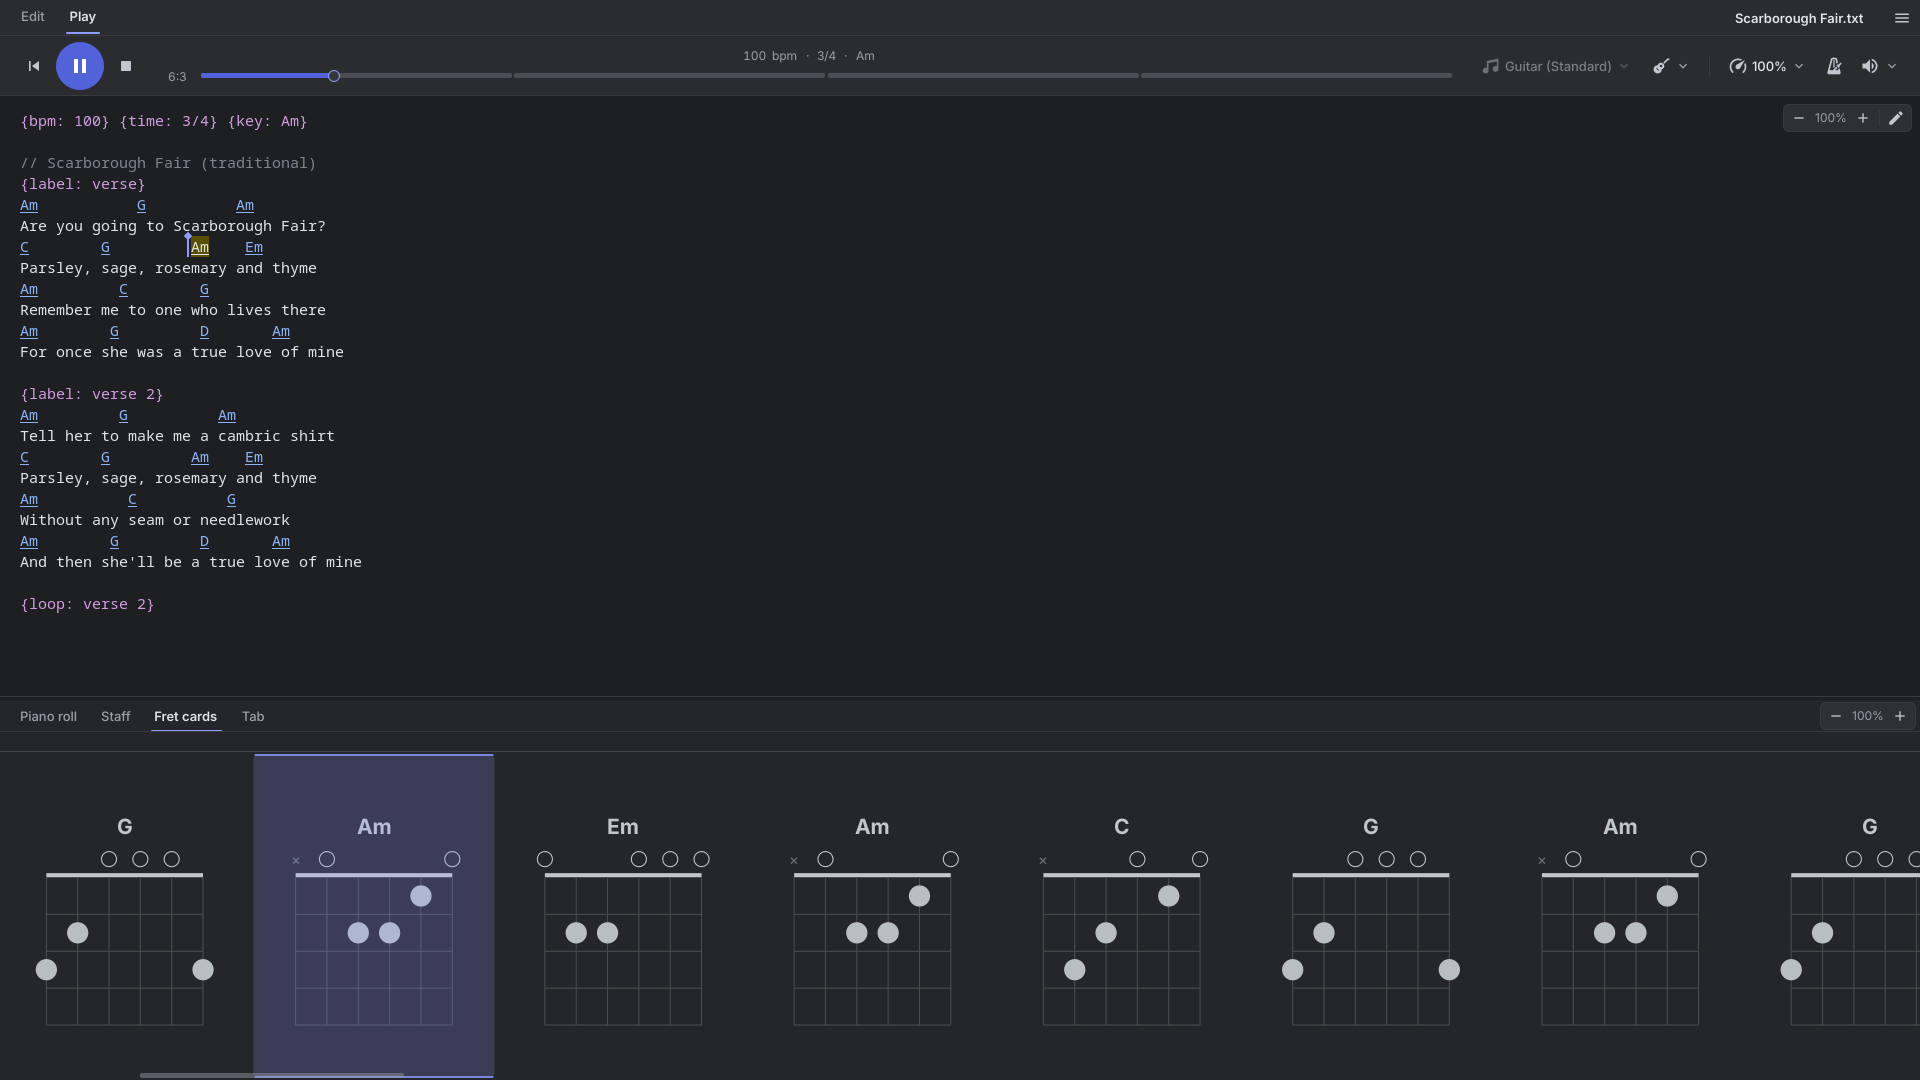 Edit Play Scarborough Fair.txt
100 bpm · 3/4 · Am
6:3 Guitar (Standard) 100%
{bpm: 100} {time: 3/4} {key: Am}
100%
// Scarborough Fair (traditional)
{label: verse}
Am G Am
Are you going to Scarborough Fair?
C G Am Em
Parsley, sage, rosemary and thyme
Am C G
Remember me to one who lives there
Am G D Am
For once she was a true love of mine
{label: verse 2}
Am G Am
Tell her to make me a cambric shirt
C G Am Em
Parsley, sage, rosemary and thyme
Am C G
Without any seam or needlework
Am G D Am
And then she'll be a true love of mine
{loop: verse 2}
Piano roll Staff Fret cards Tab 100%
G Am Em Am C G Am G